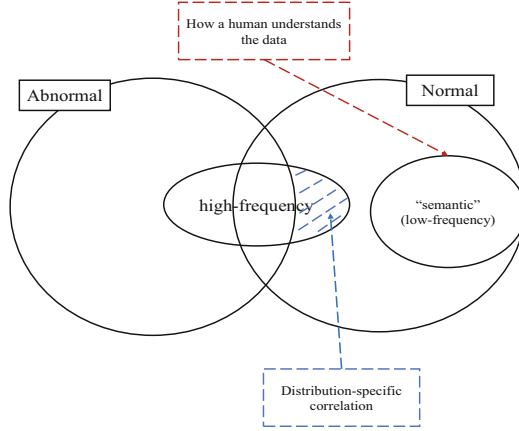 How a human understands
the data
Abnormal
Normal
high-frequency
“semantic”
(low-frequency)
Distribution-specific
correlation